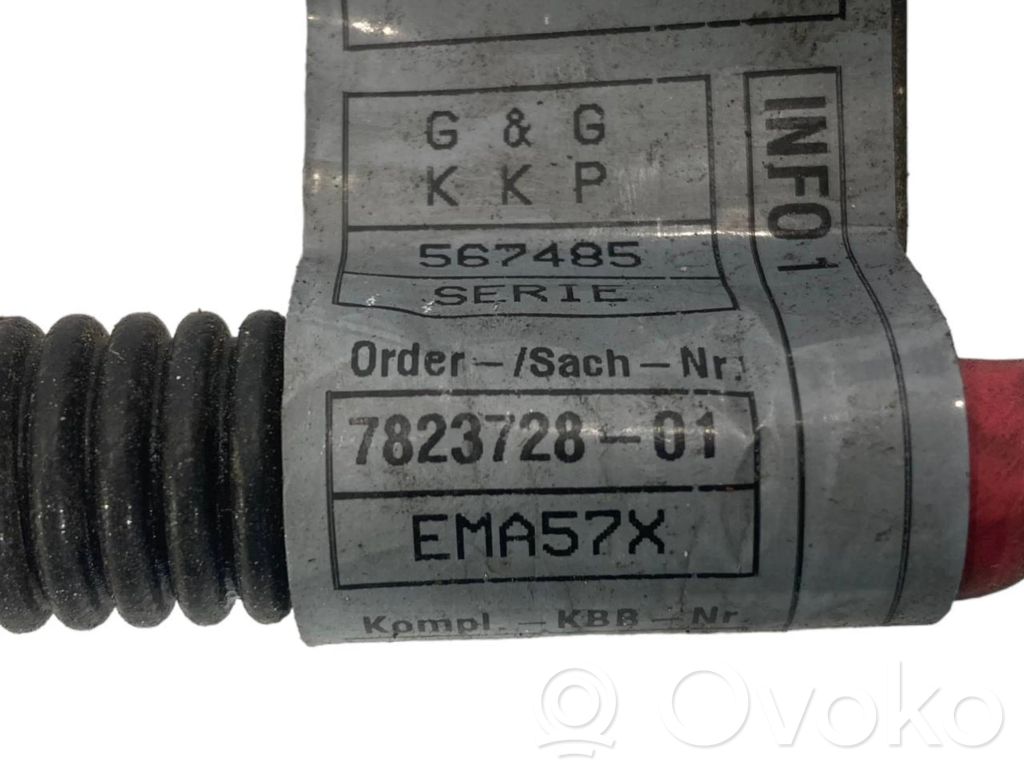 G & G
K K P
567485
SERIE
INFO1
Order-/Sach-Nr.
7823728-01
EMA57X
Kompl.-KBB-Nr.
Ovoko